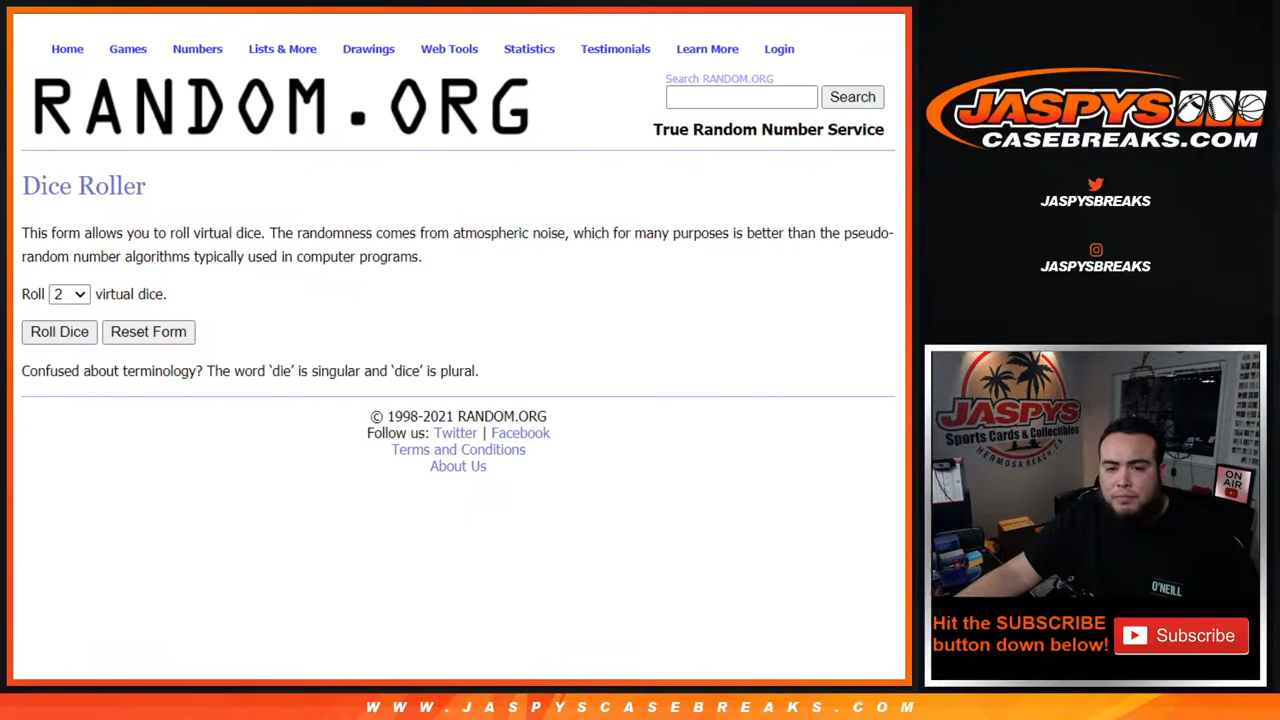 Home Games Numbers Lists & More Drawings Web Tools Statistics Testimonials Learn More Login
RANDOM.ORG
Search RANDOM.ORG
Search
True Random Number Service
Dice Roller
This form allows you to roll virtual dice. The randomness comes from atmospheric noise, which for many purposes is better than the pseudo-
random number algorithms typically used in computer programs.
Roll 2 virtual dice.
Roll Dice Reset Form
Confused about terminology? The word ‘die’ is singular and ‘dice’ is plural.
© 1998-2021 RANDOM.ORG
Follow us: Twitter | Facebook
Terms and Conditions
About Us
JASPYS
CASEBREAKS.COM
JASPYSBREAKS
JASPYSBREAKS
JASPYS
Sports Cards & Collectibles
HERMOSA BEACH, CA
ON
AIR
O'NEILL
Hit the SUBSCRIBE
button down below!
Subscribe
WWW.JASPYSCASEBREAKS.COM